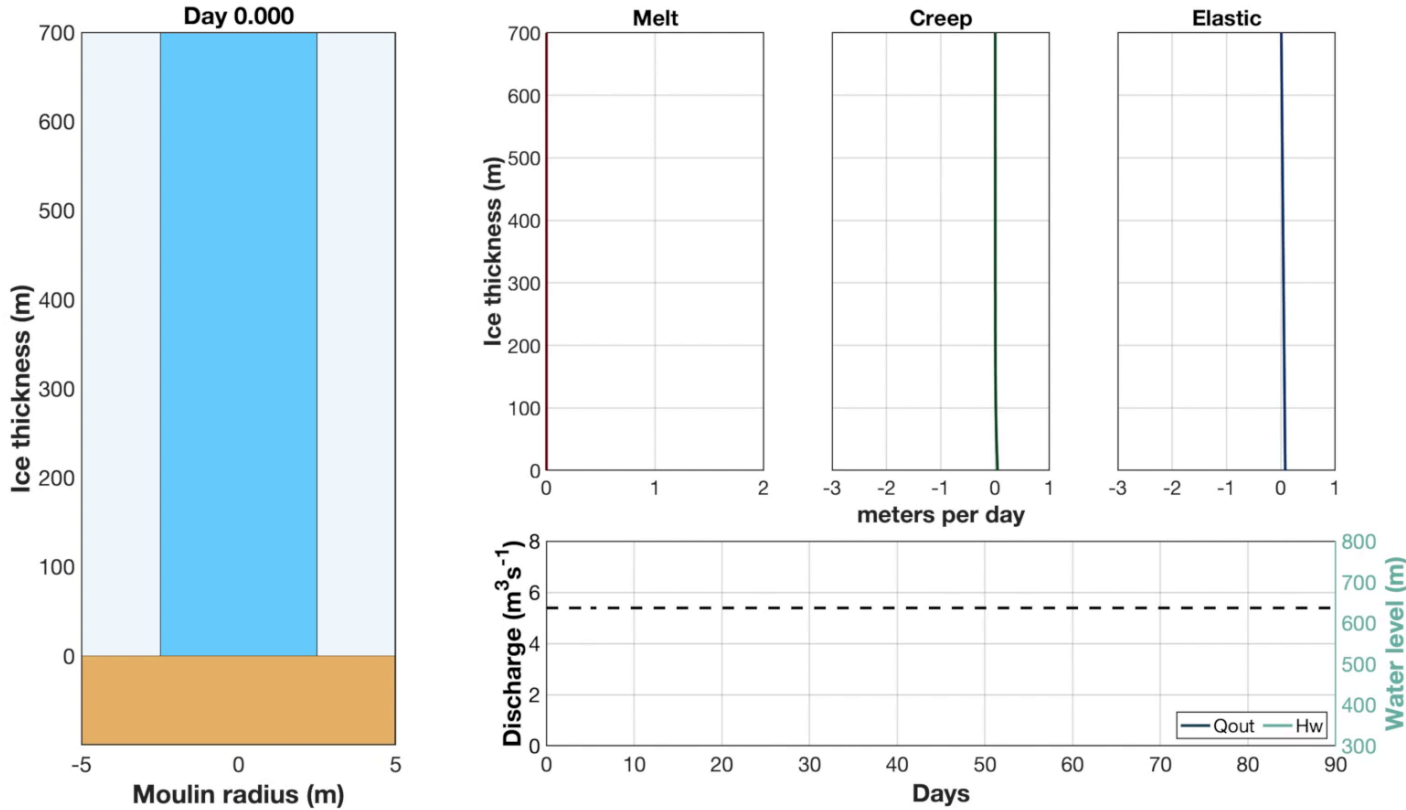 Day 0.000
Melt
Creep
Elastic
Ice thickness (m)
700
600
500
400
300
200
100
0
-5 0 5
Moulin radius (m)
Ice thickness (m)
700
600
500
400
300
200
100
0
0 1 2
-3 -2 -1 0 1
-3 -2 -1 0 1
meters per day
Discharge (m³s⁻¹)
8
6
4
2
0
Water level (m)
800
700
600
500
400
300
Qout Hw
0 10 20 30 40 50 60 70 80 90
Days